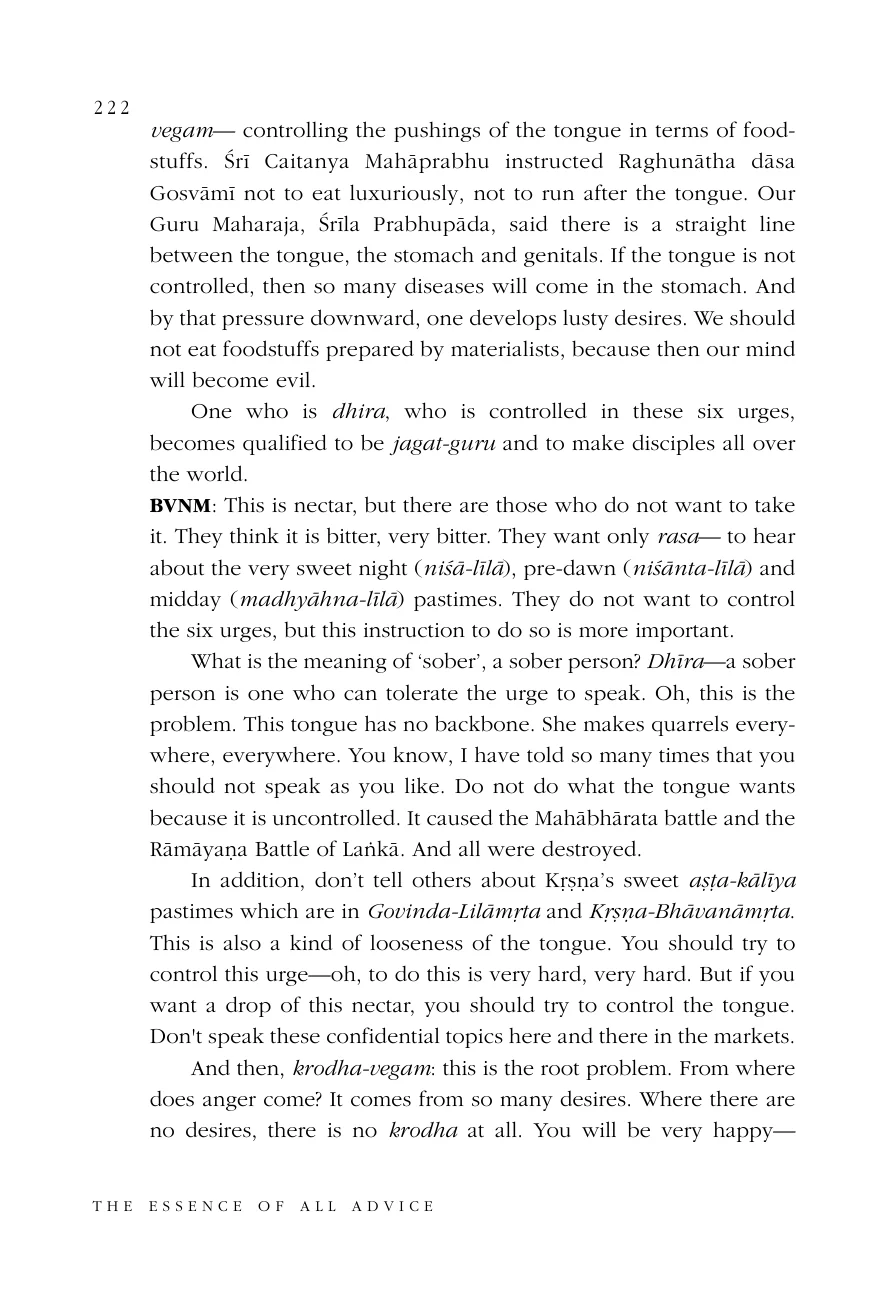 222
vegam— controlling the pushings of the tongue in terms of food-
stuffs. Śrī Caitanya Mahāprabhu instructed Raghunātha dāsa
Gosvāmī not to eat luxuriously, not to run after the tongue. Our
Guru Maharaja, Śrīla Prabhupāda, said there is a straight line
between the tongue, the stomach and genitals. If the tongue is not
controlled, then so many diseases will come in the stomach. And
by that pressure downward, one develops lusty desires. We should
not eat foodstuffs prepared by materialists, because then our mind
will become evil.
One who is dhira, who is controlled in these six urges,
becomes qualified to be jagat-guru and to make disciples all over
the world.
BVNM: This is nectar, but there are those who do not want to take
it. They think it is bitter, very bitter. They want only rasa— to hear
about the very sweet night (niśā-līlā), pre-dawn (niśānta-līlā) and
midday (madhyāhna-līlā) pastimes. They do not want to control
the six urges, but this instruction to do so is more important.
What is the meaning of ‘sober’, a sober person? Dhīra—a sober
person is one who can tolerate the urge to speak. Oh, this is the
problem. This tongue has no backbone. She makes quarrels every-
where, everywhere. You know, I have told so many times that you
should not speak as you like. Do not do what the tongue wants
because it is uncontrolled. It caused the Mahābhārata battle and the
Rāmāyaṇa Battle of Laṅkā. And all were destroyed.
In addition, don’t tell others about Kṛṣṇa’s sweet aṣṭa-kālīya
pastimes which are in Govinda-Lilāmṛta and Kṛṣṇa-Bhāvanāmṛta.
This is also a kind of looseness of the tongue. You should try to
control this urge—oh, to do this is very hard, very hard. But if you
want a drop of this nectar, you should try to control the tongue.
Don't speak these confidential topics here and there in the markets.
And then, krodha-vegam: this is the root problem. From where
does anger come? It comes from so many desires. Where there are
no desires, there is no krodha at all. You will be very happy—
THE ESSENCE OF ALL ADVICE